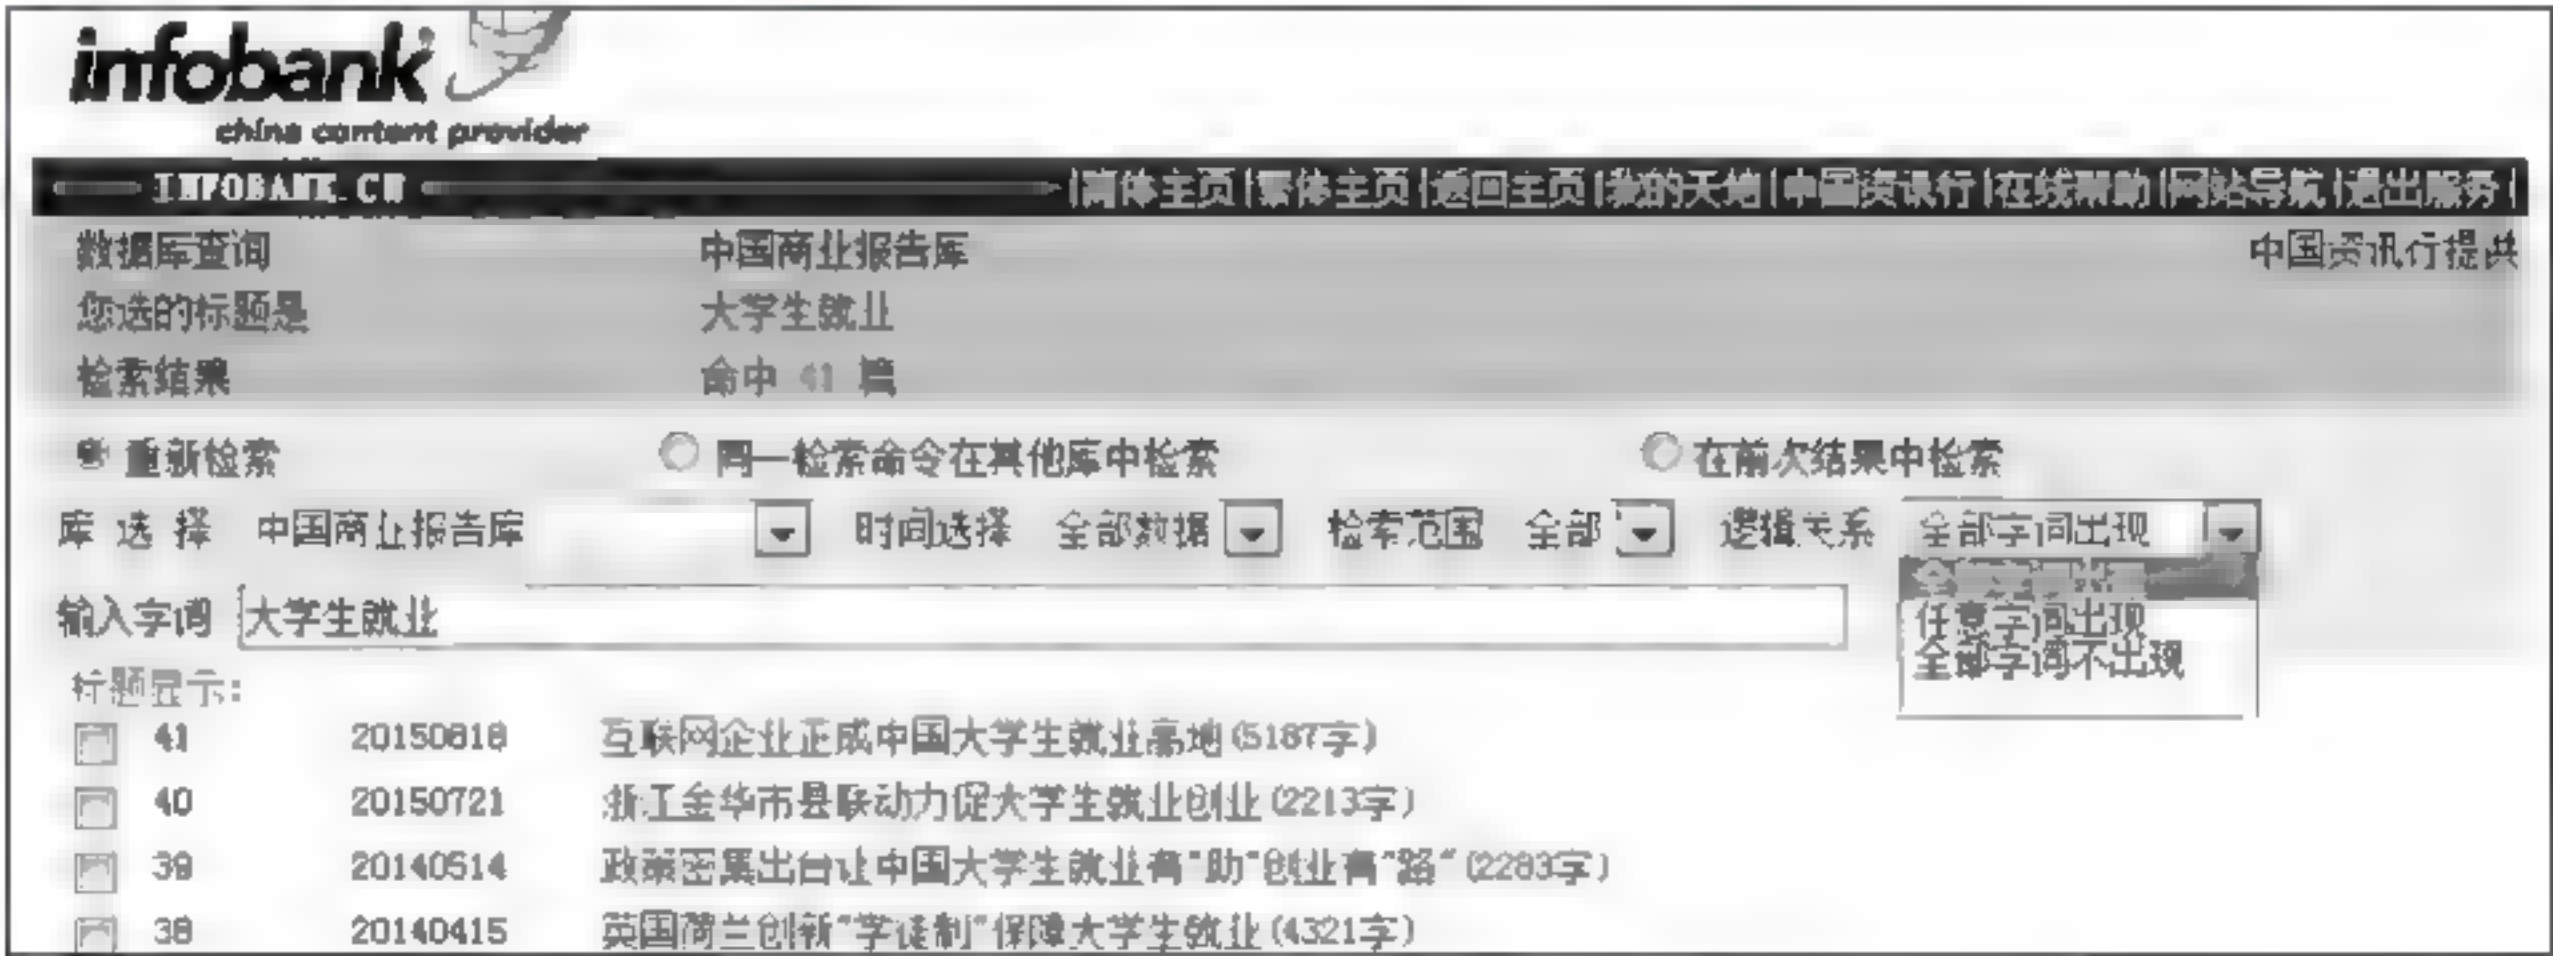 infobank
china content provider
INFOBANK.CN |简体主页|繁体主页|返回主页|我的天地|中国资讯行|在线帮助|网站导航|退出服务|
数据库查询 中国商业报告库 中国资讯行提供
您选的标题是 大学生就业
检索结果 命中 41 篇
重新检索 同一检索命令在其他库中检索 在前次结果中检索
库 选 择 中国商业报告库 时间选择 全部数据 检索范围 全部 逻辑关系 全部字词出现
任意字词出现
输入字词 大学生就业
全部字词不出现
标题显示:
41 20150818 互联网企业正成中国大学生就业高地(5187字)
40 20150721 浙江金华市县联动力促大学生就业创业(2213字)
39 20140514 政策密集出台让中国大学生就业有"助"创业有"路"(2283字)
38 20140415 英国荷兰创新"学徒制"保障大学生就业(4321字)